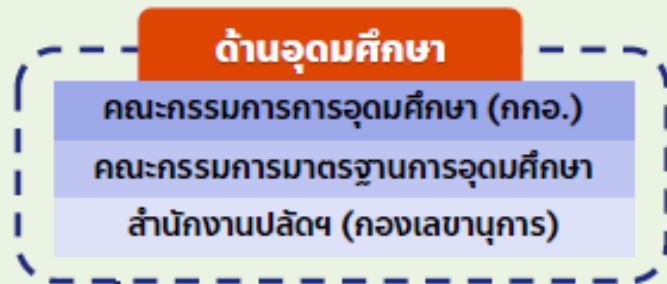 ด้านอุดมศึกษา
คณะกรรมการการอุดมศึกษา (กกอ.)
คณะกรรมการมาตรฐานการอุดมศึกษา
สำนักงานปลัดฯ (กองเลขานุการ)